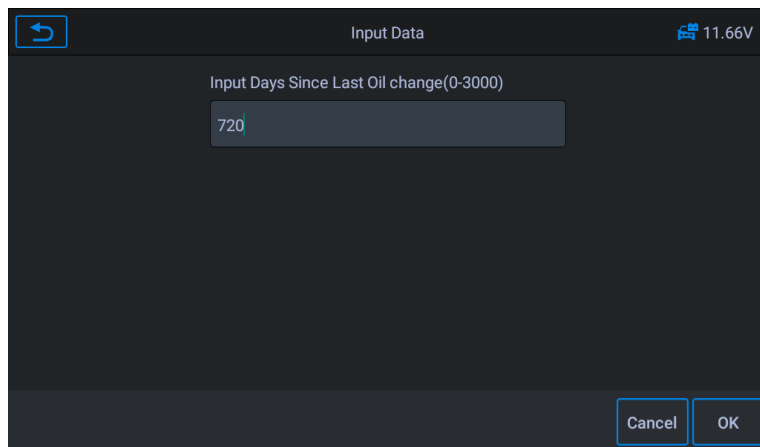 Input Data
11.66V
Input Days Since Last Oil change(0-3000)
720
Cancel
OK